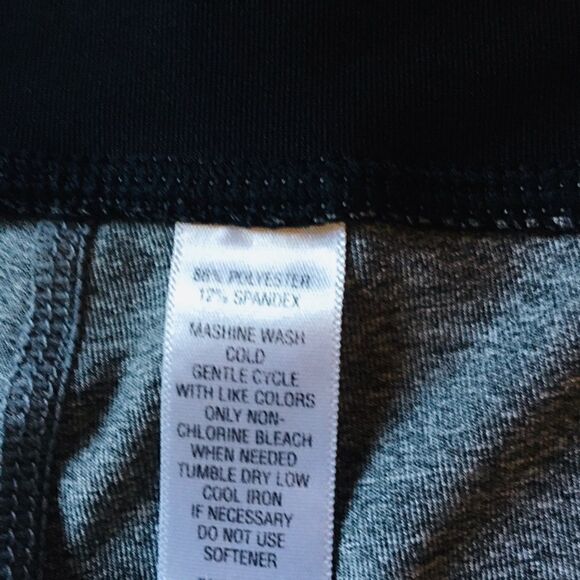 88% POLYESTER
12% SPANDEX
MASHINE WASH
COLD
GENTLE CYCLE
WITH LIKE COLORS
ONLY NON-
CHLORINE BLEACH
WHEN NEEDED
TUMBLE DRY LOW
COOL IRON
IF NECESSARY
DO NOT USE
SOFTENER